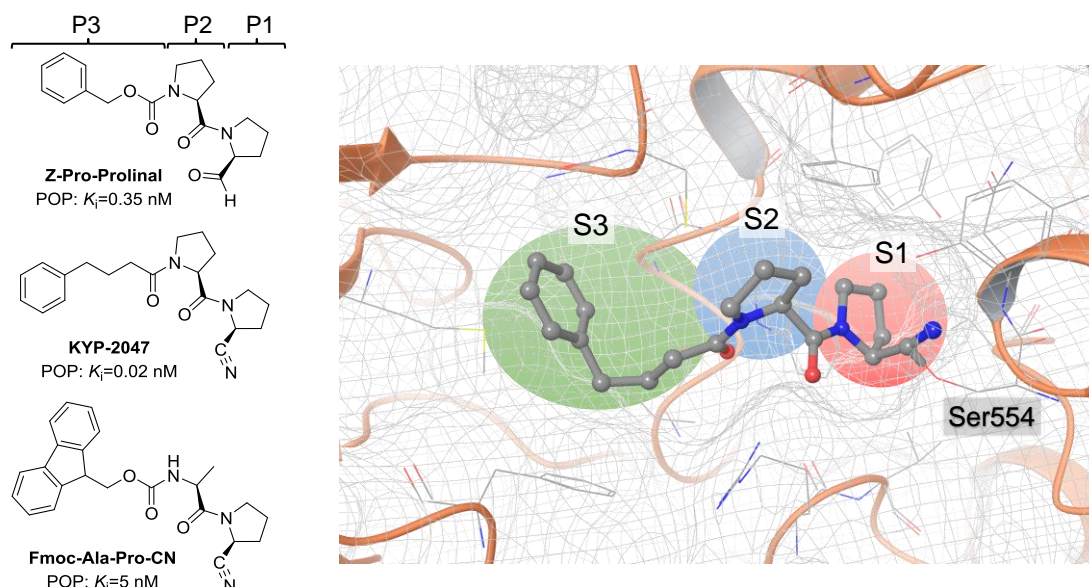 P3 P2 P1
N
O
O
O
N
O
H
Z-Pro-Prolinal
POP: Ki=0.35 nM
N
O
O
N
C
N
KYP-2047
POP: Ki=0.02 nM
H
O
N
O
O
N
C
N
Fmoc-Ala-Pro-CN
POP: Ki=5 nM
S3
S2
S1
Ser554